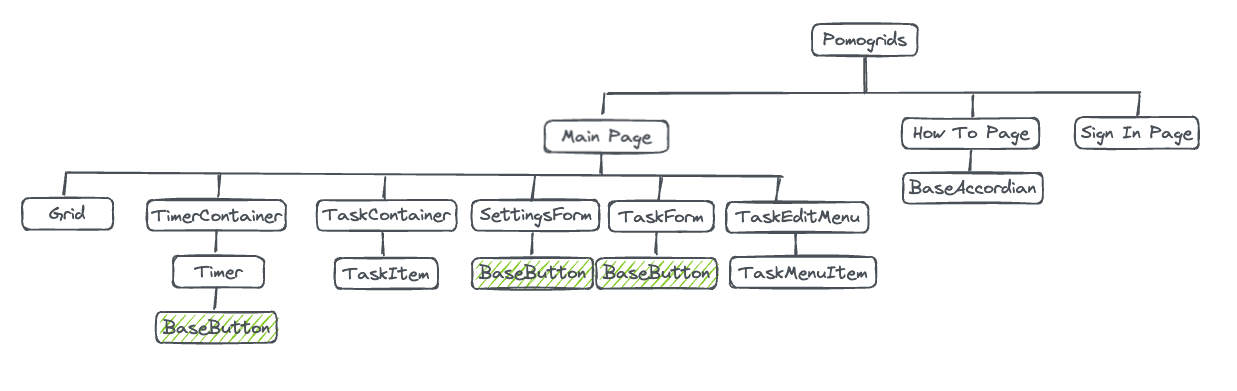 Pomogrids
Main Page
How To Page
Sign In Page
BaseAccordian
Grid
TimerContainer
TaskContainer
SettingsForm
TaskForm
TaskEditMenu
Timer
TaskItem
BaseButton
BaseButton
TaskMenuItem
BaseButton